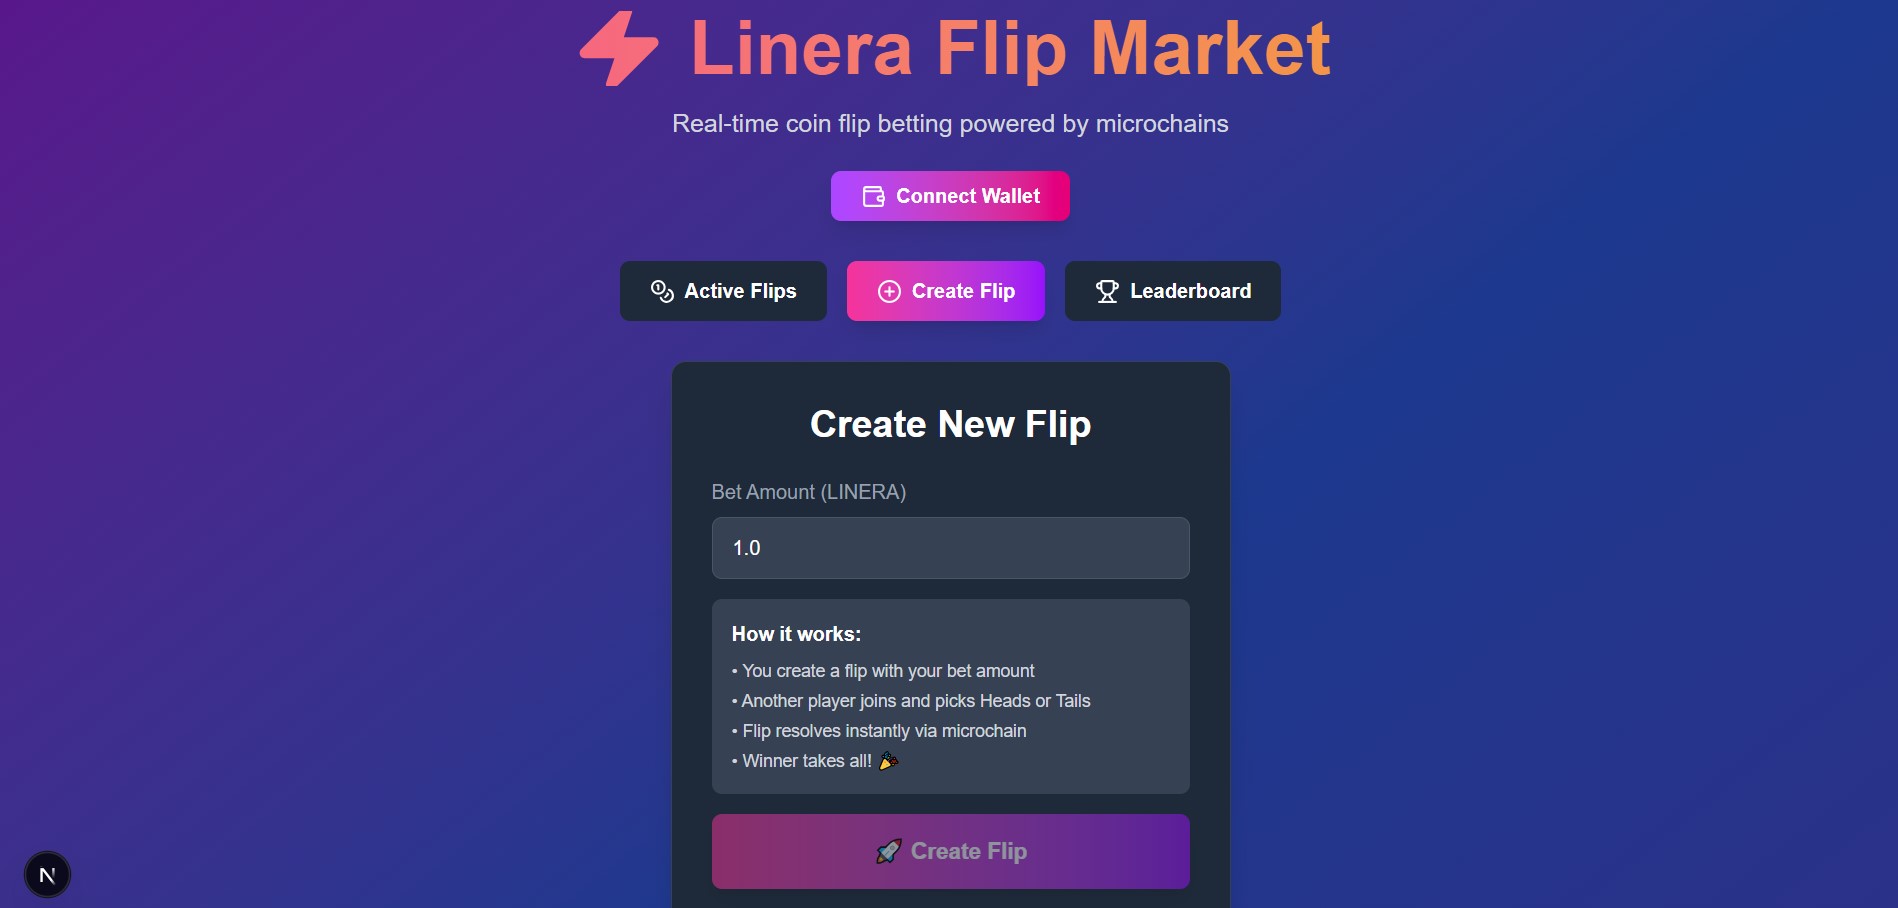 Linera Flip Market
Real-time coin flip betting powered by microchains
Connect Wallet
Active Flips
Create Flip
Leaderboard
Create New Flip
Bet Amount (LINERA)
1.0
How it works:
• You create a flip with your bet amount
• Another player joins and picks Heads or Tails
• Flip resolves instantly via microchain
• Winner takes all! 🎉
🚀 Create Flip
N